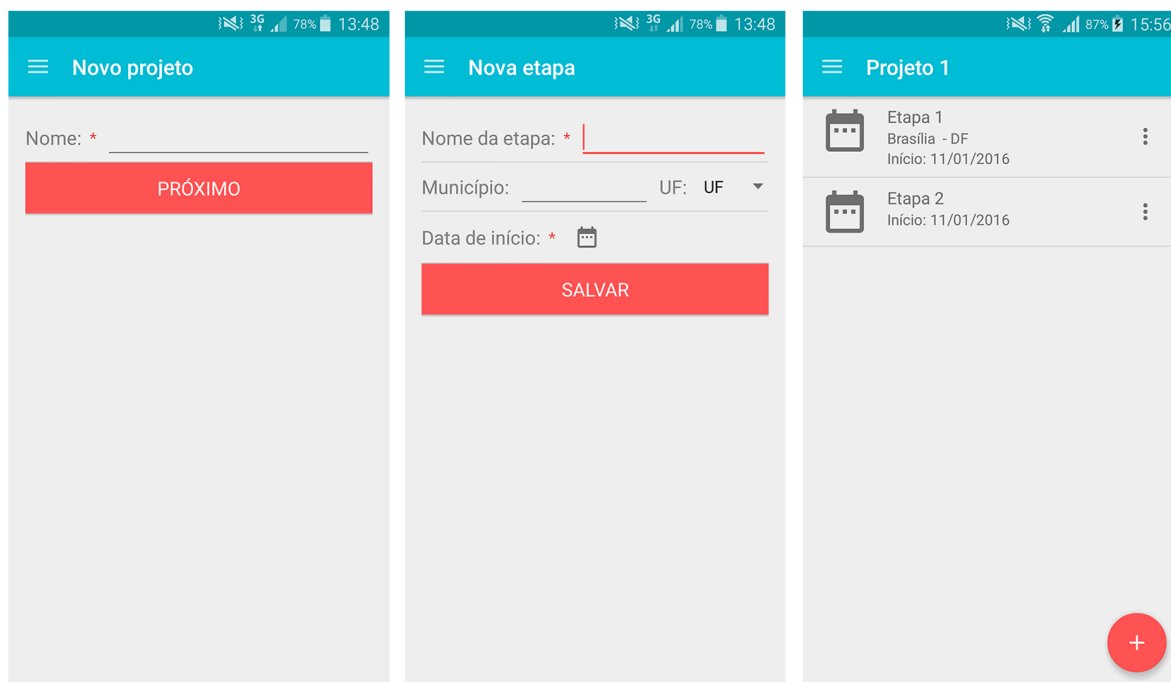 3G 78% 13:48
Novo projeto
Nome: *
PRÓXIMO
3G 78% 13:48
Nova etapa
Nome da etapa: *
Município: UF: UF
Data de início: *
SALVAR
87% 15:56
Projeto 1
Etapa 1
Brasília - DF
Início: 11/01/2016
Etapa 2
Início: 11/01/2016
+